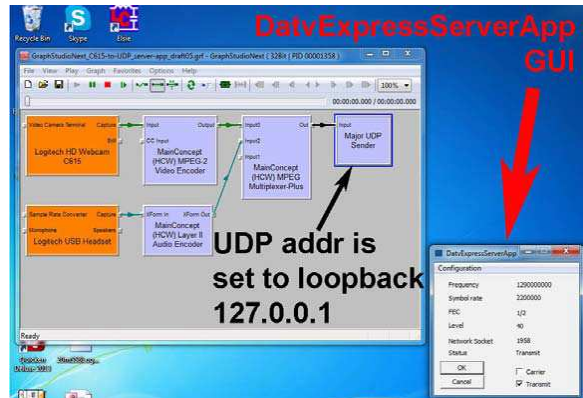 Recycle Bin
Skype
Elsie
DatvExpressServerApp
GUI
GraphStudioNext_C615-to-UDP_server-app_draft05.grf - GraphStudioNext ( 32Bit ) PID 00001358 )
File View Play Graph Favorites Options Help
100%
00:00:00.000 / 00:00:00.000
Video Camera Terminal Capture
Logitech HD Webcam
C615
Input Output
CC Input
MainConcept
(HCW) MPEG-2
Video Encoder
Input0 Out
Input2
Input1
MainConcept
(HCW) MPEG
Multiplexer-Plus
Input
Major UDP
Sender
Sample Rate Converter Capture
Microphone Speakers
Logitech USB Headset
XForm In XForm Out
MainConcept
(HCW) Layer II
Audio Encoder
UDP addr is
set to loopback
127.0.0.1
Ready
Quicken
Deluxe 2010
DatvExpressServerApp
Configuration
Frequency 1290000000
Symbol rate 2200000
FEC 1/2
Level 40
Network Socket 1958
Status Transmit
OK
Cancel
Carrier
Transmit